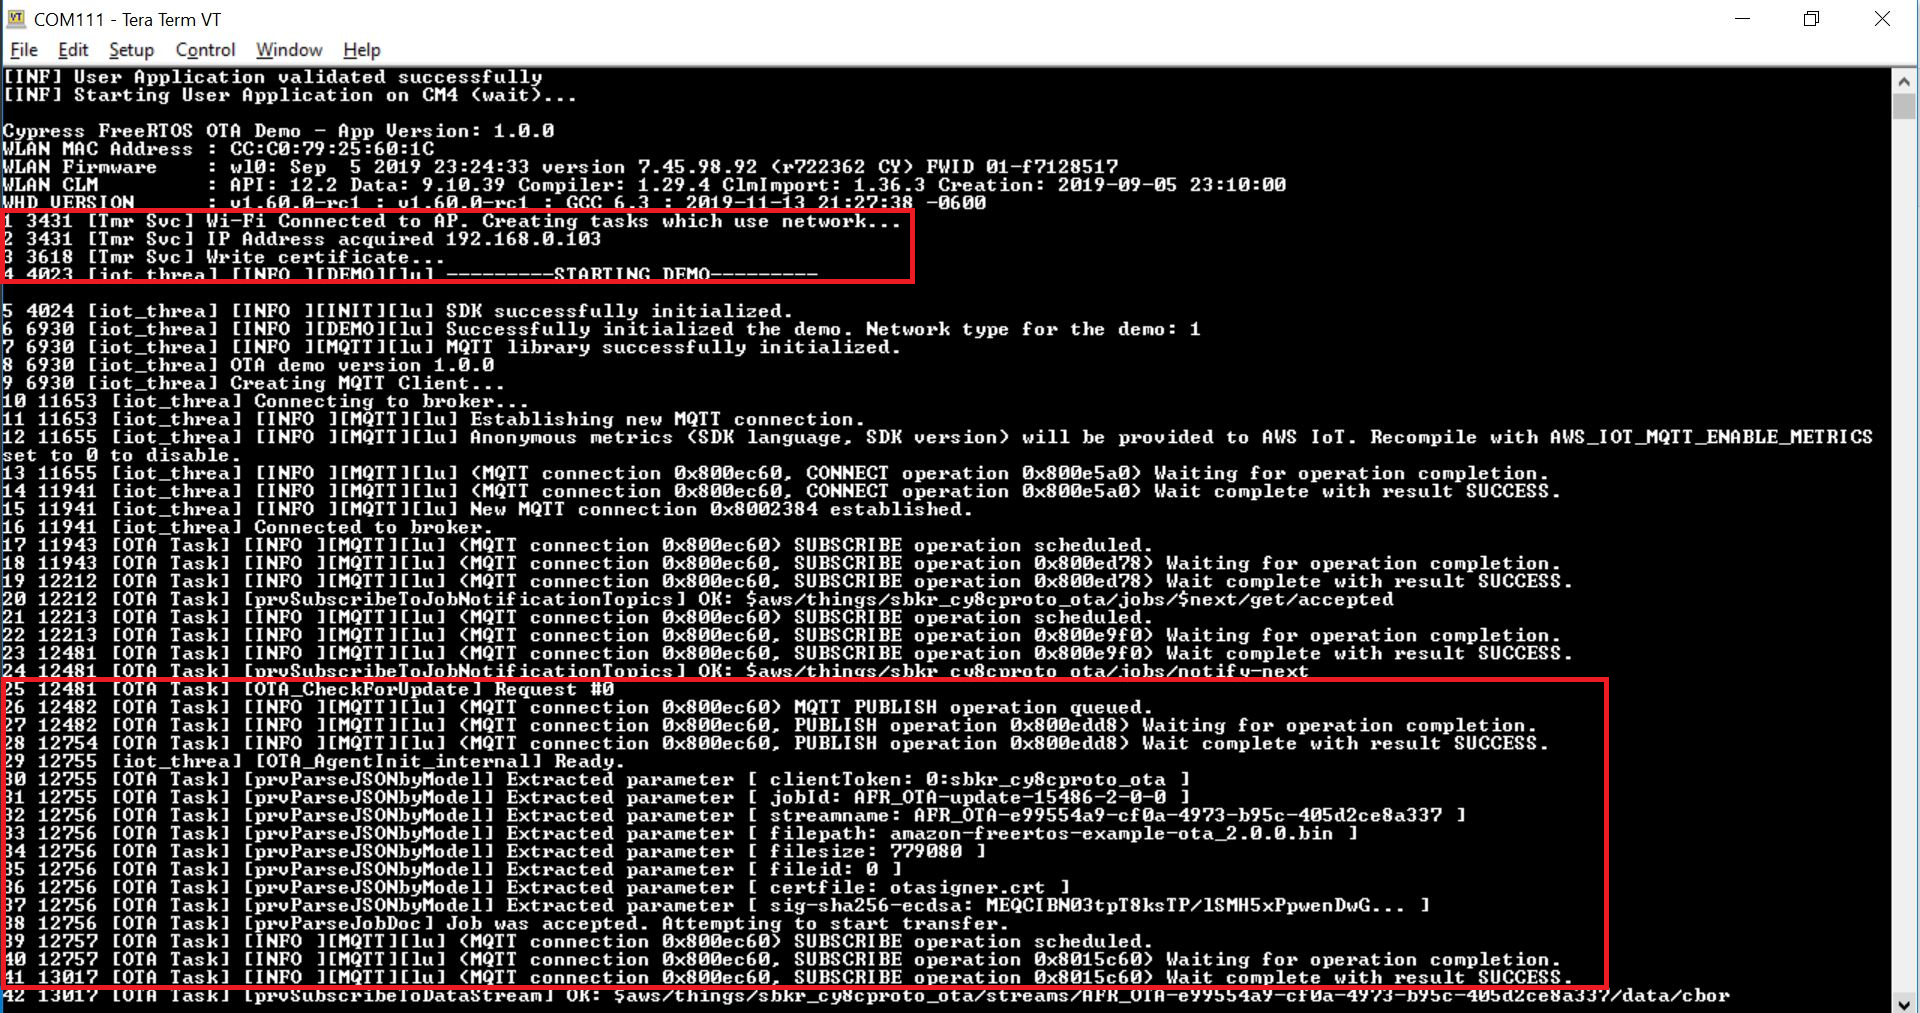 COM111 - Tera Term VT
File Edit Setup Control Window Help
[INF] User Application validated successfully
[INF] Starting User Application on CM4 (wait)...
Cypress FreeRTOS OTA Demo - App Version: 1.0.0
WLAN MAC Address : CC:C0:79:25:60:1C
WLAN Firmware : wl0: Sep 5 2019 23:24:33 version 7.45.98.92 (r722362 CY) FWID 01-f7128517
WLAN CLM : API: 12.2 Data: 9.10.39 Compiler: 1.29.4 ClmImport: 1.36.3 Creation: 2019-09-05 23:10:00
WHD VERSION : v1.60.0-rc1 : v1.60.0-rc1 : GCC 6.3 : 2019-11-13 21:27:38 -0600
1 3431 [Tmr Svc] Wi-Fi Connected to AP. Creating tasks which use network...
2 3431 [Tmr Svc] IP Address acquired 192.168.0.103
3 3618 [Tmr Svc] Write certificate...
4 4023 [iot_threa] [INFO ][DEMO][lu] ---------STARTING DEMO---------
5 4024 [iot_threa] [INFO ][INIT][lu] SDK successfully initialized.
6 6930 [iot_threa] [INFO ][DEMO][lu] Successfully initialized the demo. Network type for the demo: 1
7 6930 [iot_threa] [INFO ][MQTT][lu] MQTT library successfully initialized.
8 6930 [iot_threa] OTA demo version 1.0.0
9 6930 [iot_threa] Creating MQTT Client...
10 11653 [iot_threa] Connecting to broker...
11 11653 [iot_threa] [INFO ][MQTT][lu] Establishing new MQTT connection.
12 11655 [iot_threa] [INFO ][MQTT][lu] Anonymous metrics (SDK language, SDK version) will be provided to AWS IoT. Recompile with AWS_IOT_MQTT_ENABLE_METRICS
set to 0 to disable.
13 11655 [iot_threa] [INFO ][MQTT][lu] (MQTT connection 0x800ec60, CONNECT operation 0x800e5a0) Waiting for operation completion.
14 11941 [iot_threa] [INFO ][MQTT][lu] (MQTT connection 0x800ec60, CONNECT operation 0x800e5a0) Wait complete with result SUCCESS.
15 11941 [iot_threa] [INFO ][MQTT][lu] New MQTT connection 0x8002384 established.
16 11941 [iot_threa] Connected to broker.
17 11943 [OTA Task] [INFO ][MQTT][lu] (MQTT connection 0x800ec60) SUBSCRIBE operation scheduled.
18 11943 [OTA Task] [INFO ][MQTT][lu] (MQTT connection 0x800ec60, SUBSCRIBE operation 0x800ed78) Waiting for operation completion.
19 12212 [OTA Task] [INFO ][MQTT][lu] (MQTT connection 0x800ec60, SUBSCRIBE operation 0x800ed78) Wait complete with result SUCCESS.
20 12212 [OTA Task] [prvSubscribeToJobNotificationTopics] OK: $aws/things/sbkr_cy8cproto_ota/jobs/$next/get/accepted
21 12213 [OTA Task] [INFO ][MQTT][lu] (MQTT connection 0x800ec60) SUBSCRIBE operation scheduled.
22 12213 [OTA Task] [INFO ][MQTT][lu] (MQTT connection 0x800ec60, SUBSCRIBE operation 0x800e9f0) Waiting for operation completion.
23 12481 [OTA Task] [INFO ][MQTT][lu] (MQTT connection 0x800ec60, SUBSCRIBE operation 0x800e9f0) Wait complete with result SUCCESS.
24 12481 [OTA Task] [prvSubscribeToJobNotificationTopics] OK: $aws/things/sbkr_cy8cproto_ota/jobs/notify-next
25 12481 [OTA Task] [OTA_CheckForUpdate] Request #0
26 12482 [OTA Task] [INFO ][MQTT][lu] (MQTT connection 0x800ec60) MQTT PUBLISH operation queued.
27 12482 [OTA Task] [INFO ][MQTT][lu] (MQTT connection 0x800ec60, PUBLISH operation 0x800edd8) Waiting for operation completion.
28 12754 [OTA Task] [INFO ][MQTT][lu] (MQTT connection 0x800ec60, PUBLISH operation 0x800edd8) Wait complete with result SUCCESS.
29 12755 [iot_threa] [OTA_AgentInit_internal] Ready.
30 12755 [OTA Task] [prvParseJSONbyModel] Extracted parameter [ clientToken: 0:sbkr_cy8cproto_ota ]
31 12755 [OTA Task] [prvParseJSONbyModel] Extracted parameter [ jobId: AFR_OTA-update-15486-2-0-0 ]
32 12756 [OTA Task] [prvParseJSONbyModel] Extracted parameter [ streamname: AFR_OTA-e99554a9-cf0a-4973-b95c-405d2ce8a337 ]
33 12756 [OTA Task] [prvParseJSONbyModel] Extracted parameter [ filepath: amazon-freertos-example-ota_2.0.0.bin ]
34 12756 [OTA Task] [prvParseJSONbyModel] Extracted parameter [ filesize: 779080 ]
35 12756 [OTA Task] [prvParseJSONbyModel] Extracted parameter [ fileid: 0 ]
36 12756 [OTA Task] [prvParseJSONbyModel] Extracted parameter [ certfile: otasigner.crt ]
37 12756 [OTA Task] [prvParseJSONbyModel] Extracted parameter [ sig-sha256-ecdsa: MEQCIBN03tpT8ksTP/lSMH5xPpwenDwG... ]
38 12756 [OTA Task] [prvParseJobDoc] Job was accepted. Attempting to start transfer.
39 12757 [OTA Task] [INFO ][MQTT][lu] (MQTT connection 0x800ec60) SUBSCRIBE operation scheduled.
40 12757 [OTA Task] [INFO ][MQTT][lu] (MQTT connection 0x800ec60, SUBSCRIBE operation 0x8015c60) Waiting for operation completion.
41 13017 [OTA Task] [INFO ][MQTT][lu] (MQTT connection 0x800ec60, SUBSCRIBE operation 0x8015c60) Wait complete with result SUCCESS.
42 13017 [OTA Task] [prvSubscribeToDataStream] OK: $aws/things/sbkr_cy8cproto_ota/streams/AFR_OTA-e99554a9-cf0a-4973-b95c-405d2ce8a337/data/cbor